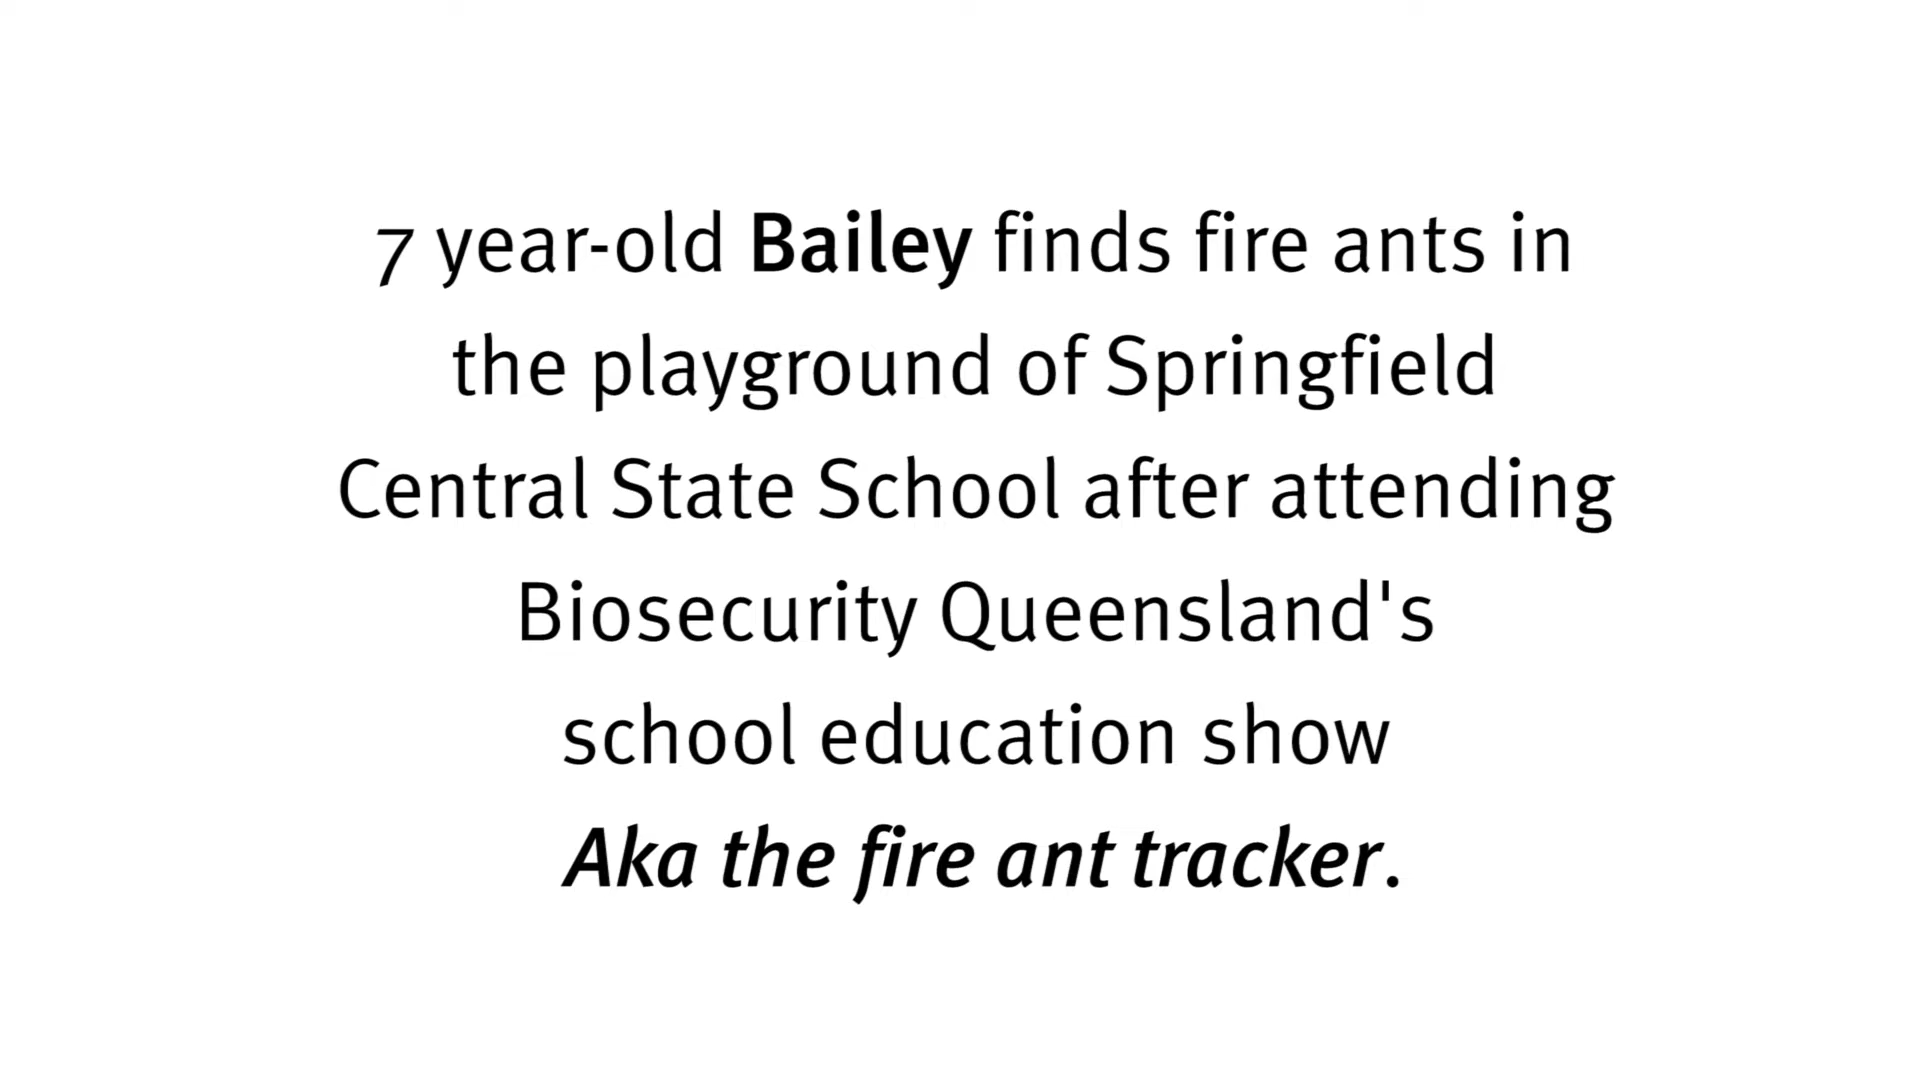 7 year-old Bailey finds fire ants in
the playground of Springfield
Central State School after attending
Biosecurity Queensland's
school education show
Aka the fire ant tracker.